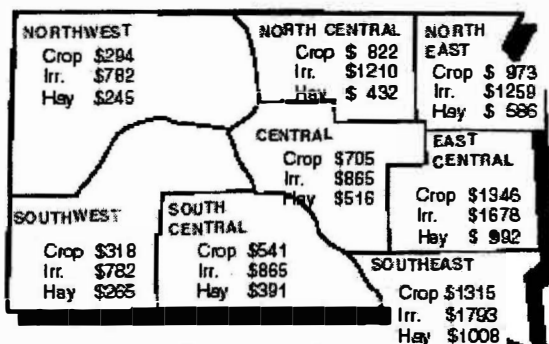 NORTHWEST
Crop $294
Irr. $782
Hay $245
NORTH CENTRAL
Crop $ 822
Irr. $1210
Hay $ 432
NORTH
EAST
Crop $ 973
Irr. $1259
Hay $ 586
CENTRAL
Crop $705
Irr. $865
Hay $516
EAST
CENTRAL
Crop $1346
Irr. $1678
Hay $ 992
SOUTHWEST
Crop $318
Irr. $782
Hay $265
SOUTH
CENTRAL
Crop $541
Irr. $865
Hay $391
SOUTHEAST
Crop $1315
Irr. $1793
Hay $1008